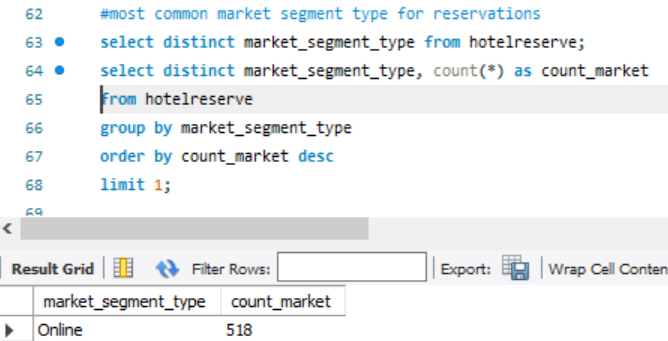 62 #most common market segment type for reservations
63 select distinct market_segment_type from hotelreserve;
64 select distinct market_segment_type, count(*) as count_market
65 from hotelreserve
66 group by market_segment_type
67 order by count_market desc
68 limit 1;
69
Result Grid Filter Rows: Export: Wrap Cell Conten
market_segment_type count_market
Online 518